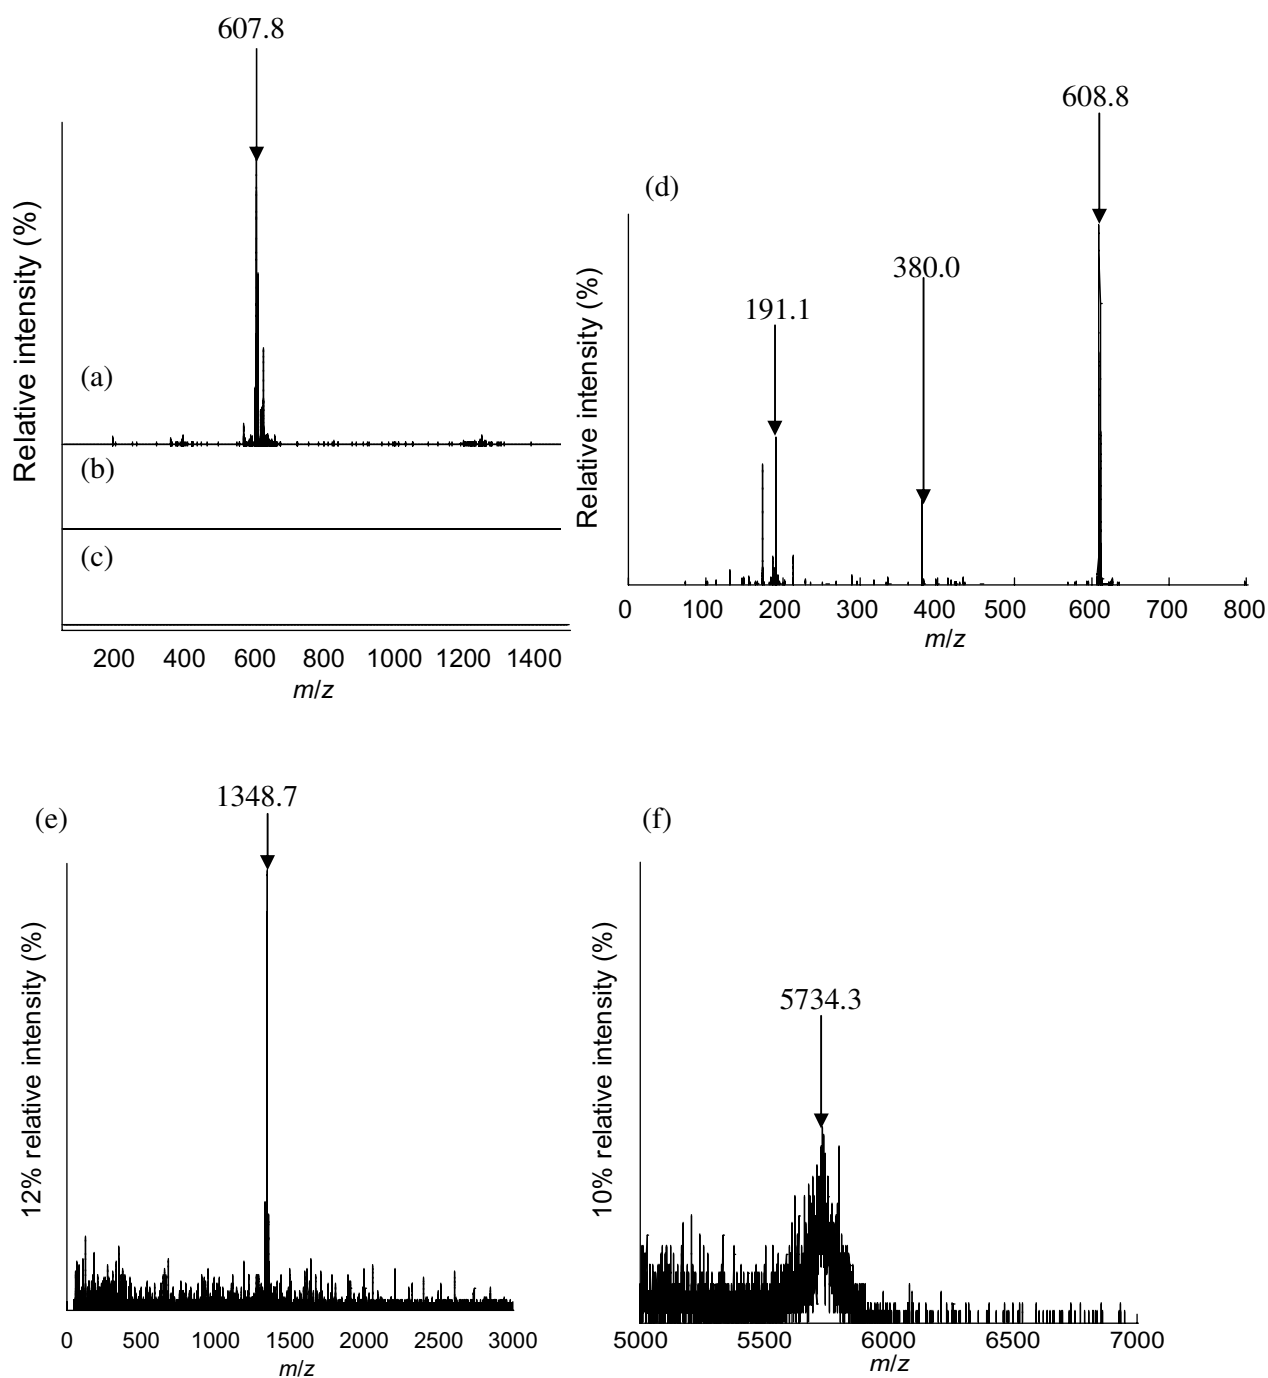 607.8
Relative intensity (%)
(a)
(b)
(c)
200 400 600 800 1000 1200 1400
m/z
608.8
(d)
380.0
191.1
Relative intensity (%)
0 100 200 300 400 500 600 700 800
m/z
1348.7
(e)
12% relative intensity (%)
0 500 1000 1500 2000 2500 3000
m/z
(f)
5734.3
10% relative intensity (%)
5000 5500 6000 6500 7000
m/z